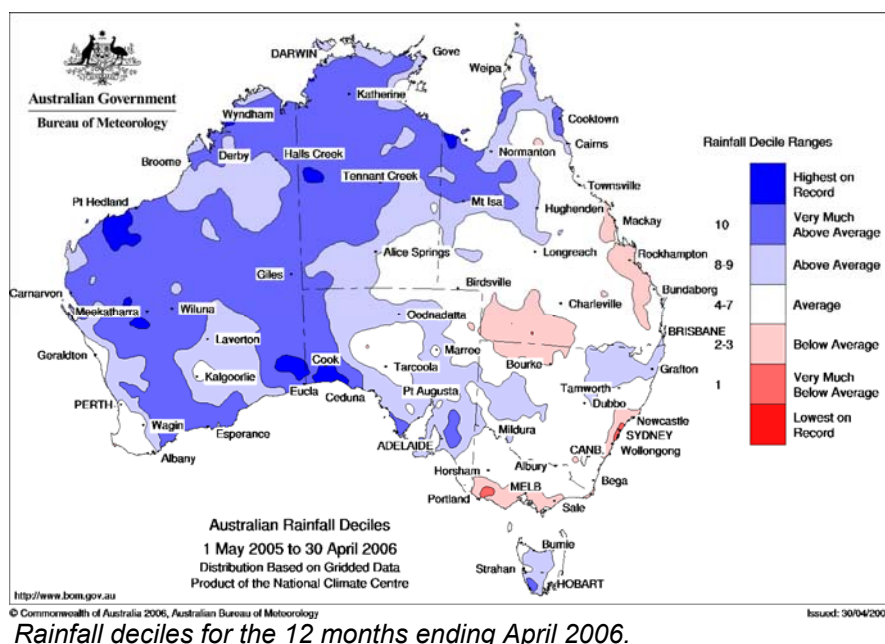 Australian Government
Bureau of Meteorology
DARWIN
Gove
Weipa
Katherine
Wyndham
Cooktown
Cairns
Derby
Halls Creek
Normanton
Broome
Tennant Creek
Townsville
Pt Hedland
Mt Isa
Hughenden
Mackay
Alice Springs
Longreach
Rockhampton
Giles
Birdsville
Carnarvon
Bundaberg
Meekatharra
Wiluna
Charleville
Oodnadatta
Laverton
BRISBANE
Geraldton
Cook
Marree
Bourke
Grafton
Kalgoorlie
Tarcoola
Eucla
Pt Augusta
Tamworth
PERTH
Ceduna
Dubbo
Newcastle
Wagin
Esperance
Mildura
SYDNEY
ADELAIDE
CANB.
Wollongong
Albany
Horsham
Albury
MELB
Bega
Portland
Sale
Burnie
Strahan
HOBART
Rainfall Decile Ranges
Highest on
Record
10
Very Much
Above Average
8-9
Above Average
4-7
Average
2-3
Below Average
1
Very Much
Below Average
Lowest on
Record
Australian Rainfall Deciles
1 May 2005 to 30 April 2006
Distribution Based on Gridded Data
Product of the National Climate Centre
http://www.bom.gov.au
© Commonwealth of Australia 2006, Australian Bureau of Meteorology
Issued: 30/04/200
Rainfall deciles for the 12 months ending April 2006.